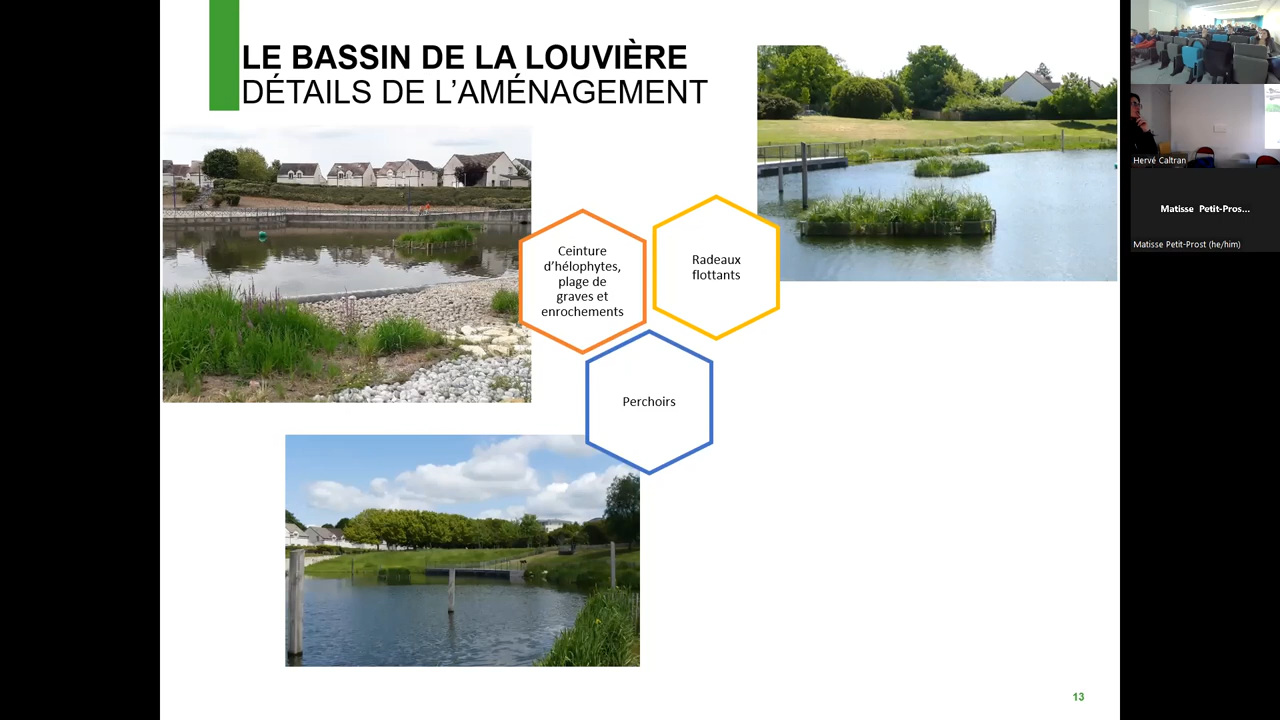 LE BASSIN DE LA LOUVIÈRE
DÉTAILS DE L'AMÉNAGEMENT
Ceinture
d'hélophytes,
plage de
graves et
enrochements
Radeaux
flottants
Perchoirs
13
Hervé Caltran
Matisse Petit-Pros...
Matisse Petit-Prost (he/him)